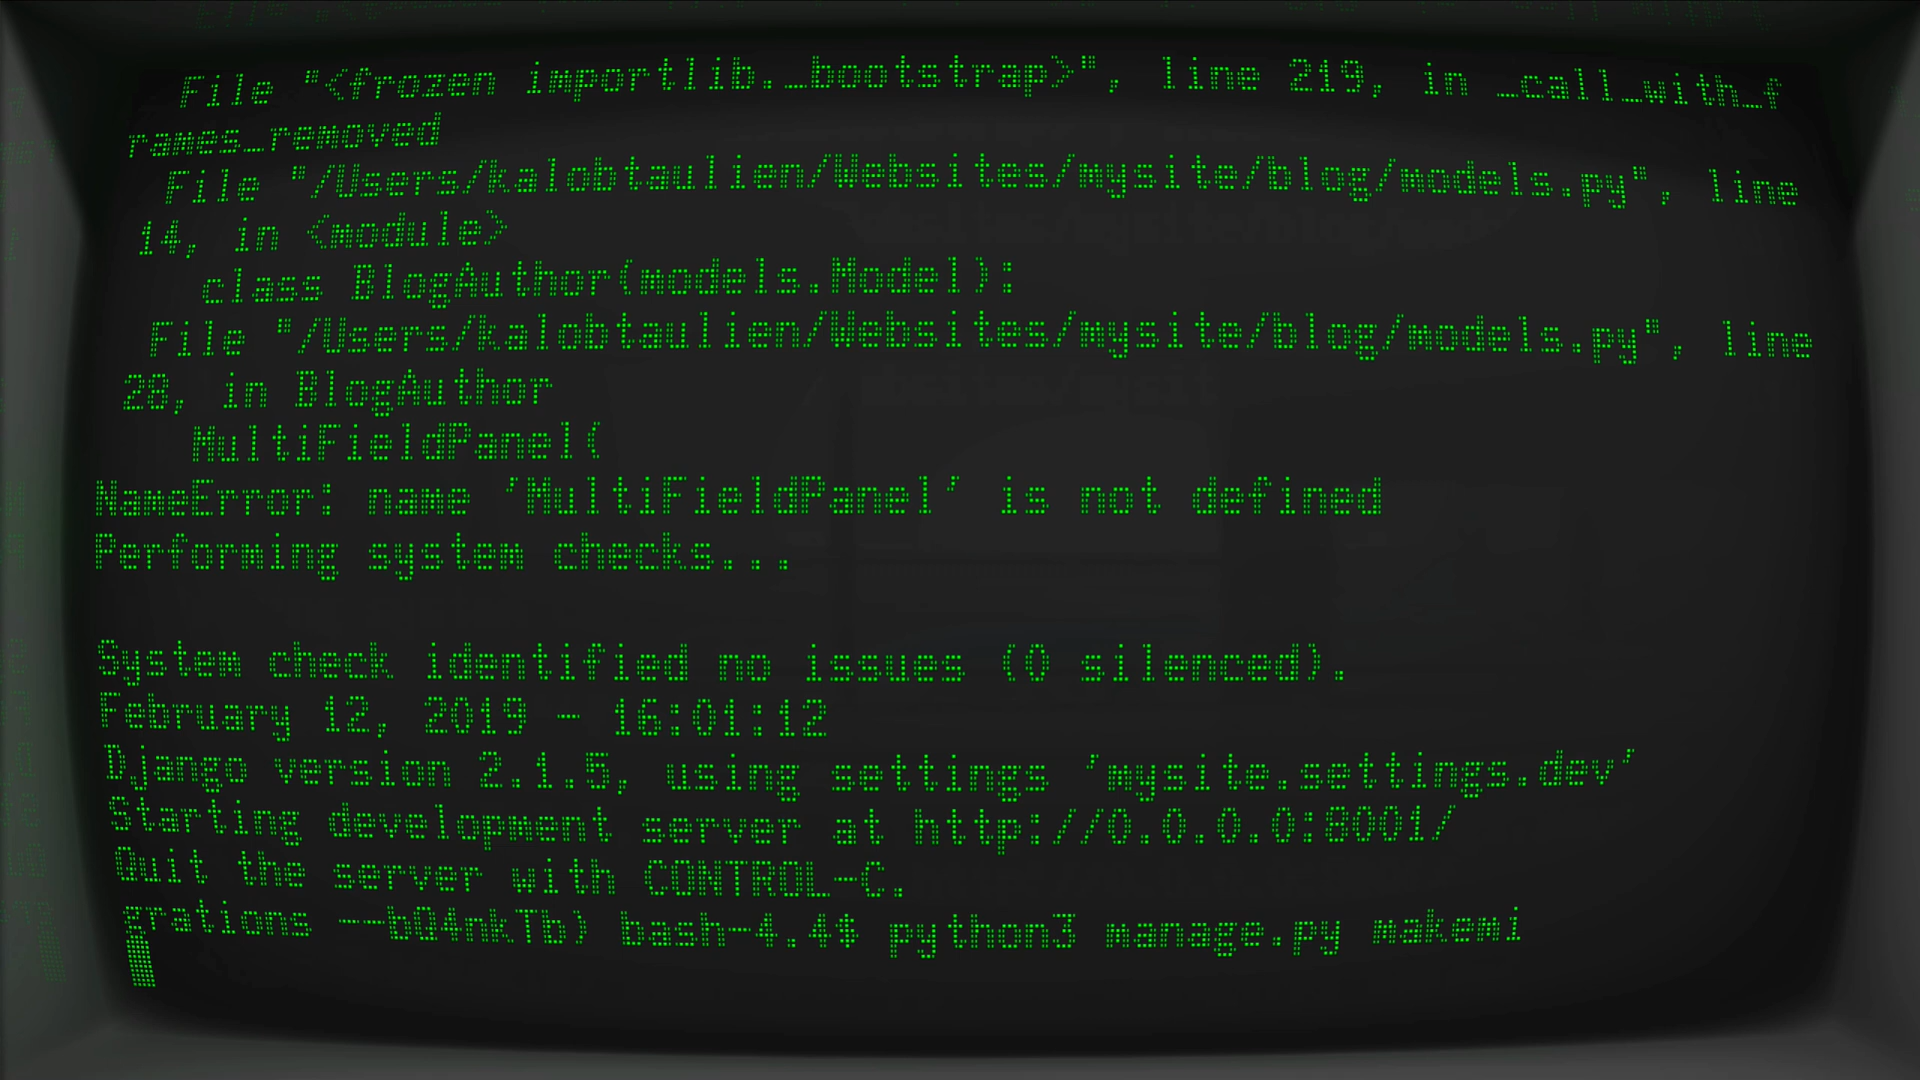 File "<frozen importlib._bootstrap>", line 219, in _call_with_f
rames_removed
File "/Users/kalobtaulien/Websites/mysite/blog/models.py", line
14, in <module>
class BlogAuthor(models.Model):
File "/Users/kalobtaulien/Websites/mysite/blog/models.py", line
28, in BlogAuthor
MultiFieldPanel(
NameError: name 'MultiFieldPanel' is not defined
Performing system checks...
System check identified no issues (0 silenced).
February 12, 2019 - 16:01:12
Django version 2.1.5, using settings 'mysite.settings.dev'
Starting development server at http://0.0.0.0:8001/
Quit the server with CONTROL-C.
grations --bO4nkTb) bash-4.4$ python3 manage.py makemi